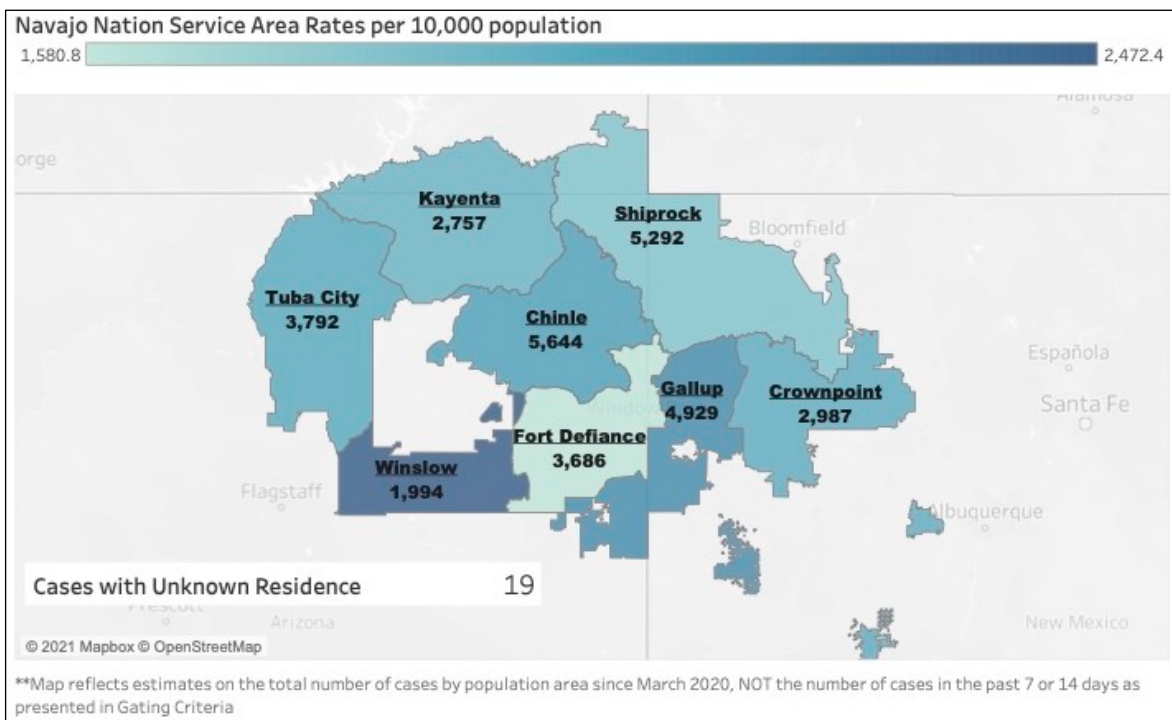 Navajo Nation Service Area Rates per 10,000 population
1,580.8
2,472.4
Alamosa
orge
Kayenta
2,757
Shiprock
5,292
Bloomfield
Tuba City
3,792
Chinle
5,644
Española
Gallup
4,929
Crownpoint
2,987
Santa Fe
Window
Fort Defiance
3,686
Winslow
1,994
Flagstaff
Albuquerque
Cases with Unknown Residence 19
Prescott
Arizona
New Mexico
© 2021 Mapbox © OpenStreetMap
**Map reflects estimates on the total number of cases by population area since March 2020, NOT the number of cases in the past 7 or 14 days as
presented in Gating Criteria